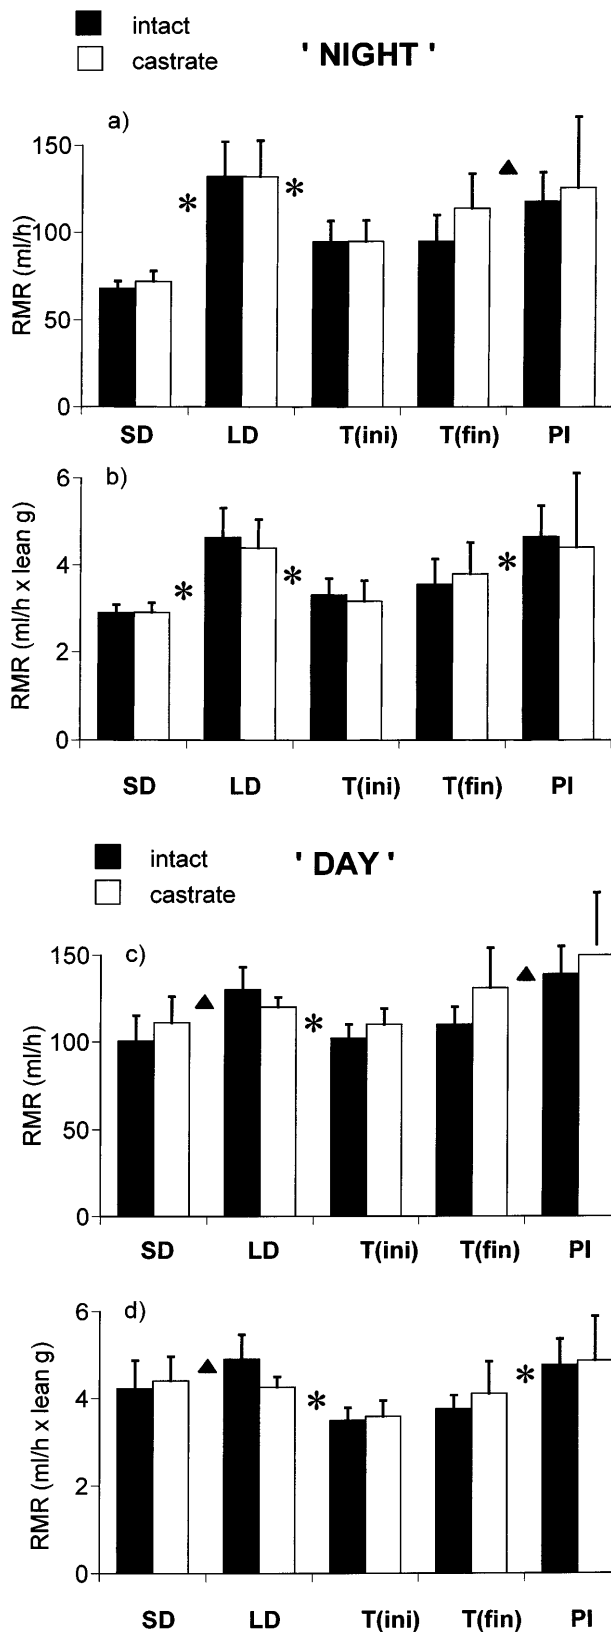 intact
castrate
' NIGHT '
a)
150
100
50
0
RMR (ml/h)
SD LD T(ini) T(fin) PI
b)
6
4
2
0
RMR (ml/h x lean g)
SD LD T(ini) T(fin) PI
intact
castrate
' DAY '
c)
150
100
50
0
RMR (ml/h)
SD LD T(ini) T(fin) PI
d)
6
4
2
0
RMR (ml/h x lean g)
SD LD T(ini) T(fin) PI